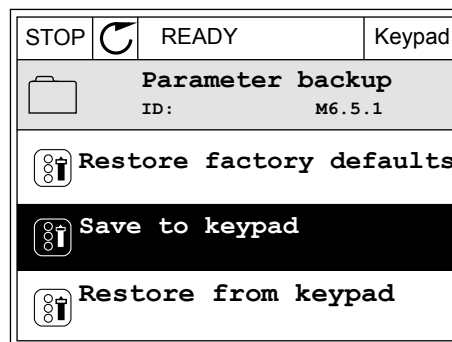 STOP READY Keypad
Parameter backup
ID: M6.5.1
Restore factory defaults
Save to keypad
Restore from keypad